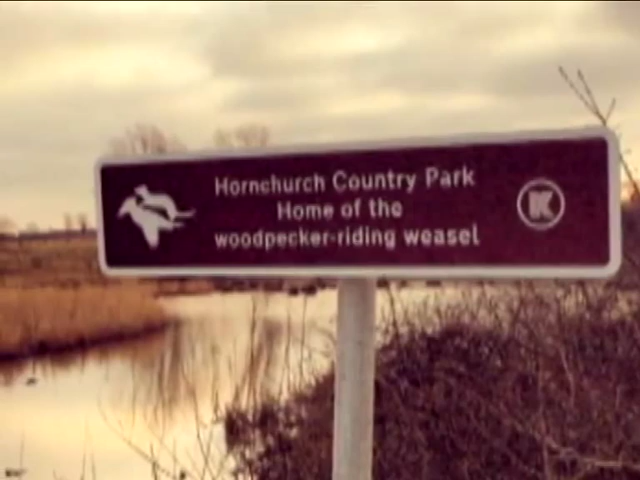 Hornchurch Country Park
Home of the
woodpecker-riding weasel
K